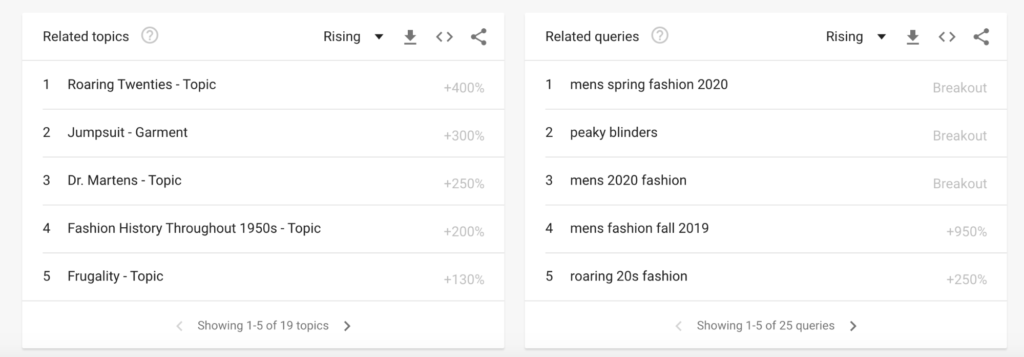 Related topics ? Rising
1 Roaring Twenties - Topic +400%
2 Jumpsuit - Garment +300%
3 Dr. Martens - Topic +250%
4 Fashion History Throughout 1950s - Topic +200%
5 Frugality - Topic +130%
Showing 1-5 of 19 topics
Related queries ? Rising
1 mens spring fashion 2020 Breakout
2 peaky blinders Breakout
3 mens 2020 fashion Breakout
4 mens fashion fall 2019 +950%
5 roaring 20s fashion +250%
Showing 1-5 of 25 queries